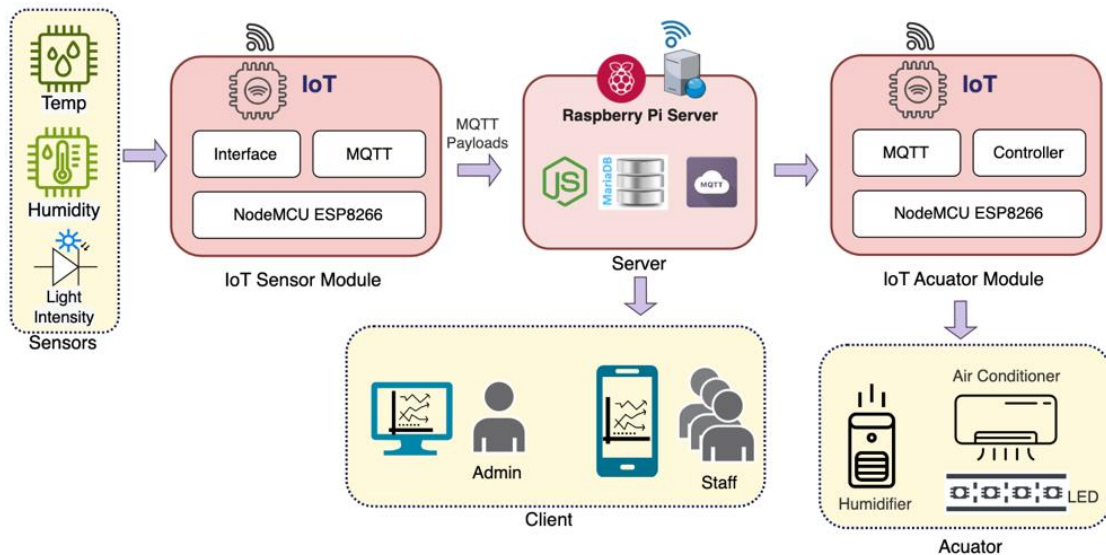 Temp
Humidity
Light
Intensity
Sensors
IoT
Interface
MQTT
NodeMCU ESP8266
IoT Sensor Module
MQTT
Payloads
Raspberry Pi Server
JS
MariaDB
MQTT
Server
IoT
MQTT
Controller
NodeMCU ESP8266
IoT Acuator Module
Admin
Staff
Client
Air Conditioner
Humidifier
LED
Acuator